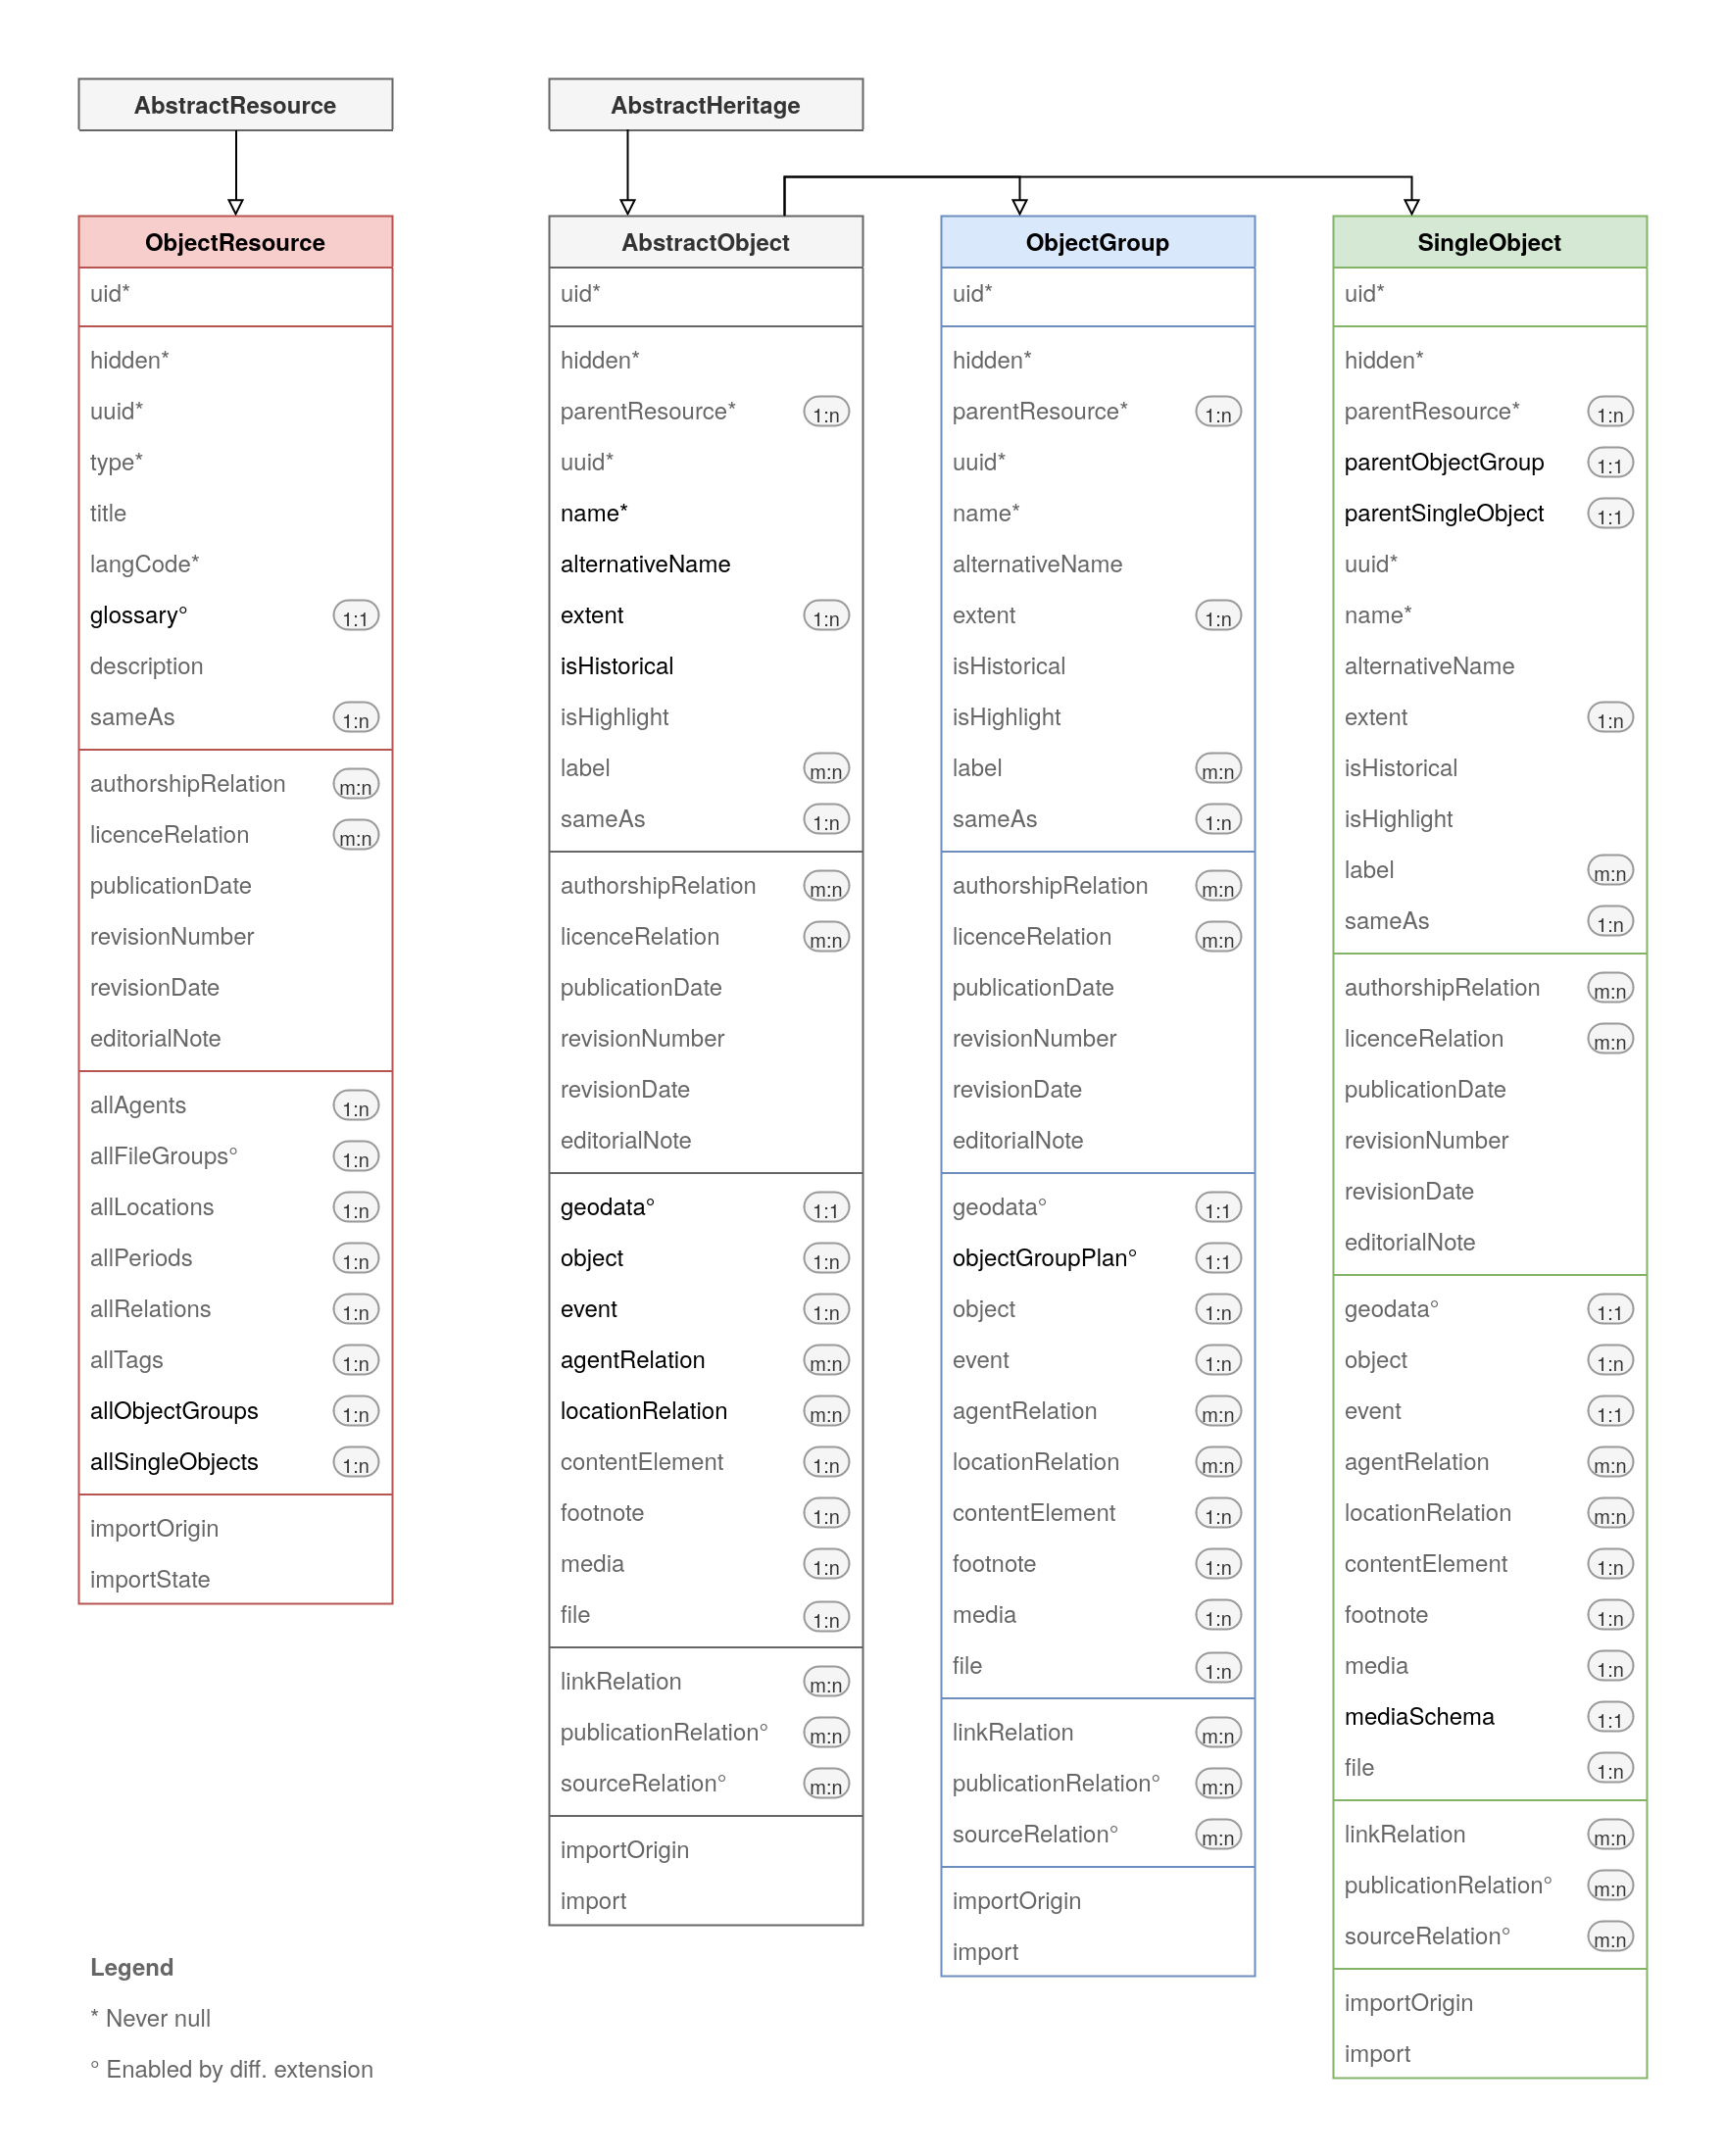 AbstractResource
ObjectResource
uid*
hidden*
uuid*
type*
title
langCode*
glossary° 1:1
description
sameAs 1:n
authorshipRelation m:n
licenceRelation m:n
publicationDate
revisionNumber
revisionDate
editorialNote
allAgents 1:n
allFileGroups° 1:n
allLocations 1:n
allPeriods 1:n
allRelations 1:n
allTags 1:n
allObjectGroups 1:n
allSingleObjects 1:n
importOrigin
importState
AbstractHeritage
AbstractObject
uid*
hidden*
parentResource* 1:n
uuid*
name*
alternativeName
extent 1:n
isHistorical
isHighlight
label m:n
sameAs 1:n
authorshipRelation m:n
licenceRelation m:n
publicationDate
revisionNumber
revisionDate
editorialNote
geodata° 1:1
object 1:n
event 1:n
agentRelation m:n
locationRelation m:n
contentElement 1:n
footnote 1:n
media 1:n
file 1:n
linkRelation m:n
publicationRelation° m:n
sourceRelation° m:n
importOrigin
import
ObjectGroup
uid*
hidden*
parentResource* 1:n
uuid*
name*
alternativeName
extent 1:n
isHistorical
isHighlight
label m:n
sameAs 1:n
authorshipRelation m:n
licenceRelation m:n
publicationDate
revisionNumber
revisionDate
editorialNote
geodata° 1:1
objectGroupPlan° 1:1
object 1:n
event 1:n
agentRelation m:n
locationRelation m:n
contentElement 1:n
footnote 1:n
media 1:n
file 1:n
linkRelation m:n
publicationRelation° m:n
sourceRelation° m:n
importOrigin
import
SingleObject
uid*
hidden*
parentResource* 1:n
parentObjectGroup 1:1
parentSingleObject 1:1
uuid*
name*
alternativeName
extent 1:n
isHistorical
isHighlight
label m:n
sameAs 1:n
authorshipRelation m:n
licenceRelation m:n
publicationDate
revisionNumber
revisionDate
editorialNote
geodata° 1:1
object 1:n
event 1:1
agentRelation m:n
locationRelation m:n
contentElement 1:n
footnote 1:n
media 1:n
mediaSchema 1:1
file 1:n
linkRelation m:n
publicationRelation° m:n
sourceRelation° m:n
importOrigin
import
Legend
* Never null
° Enabled by diff. extension